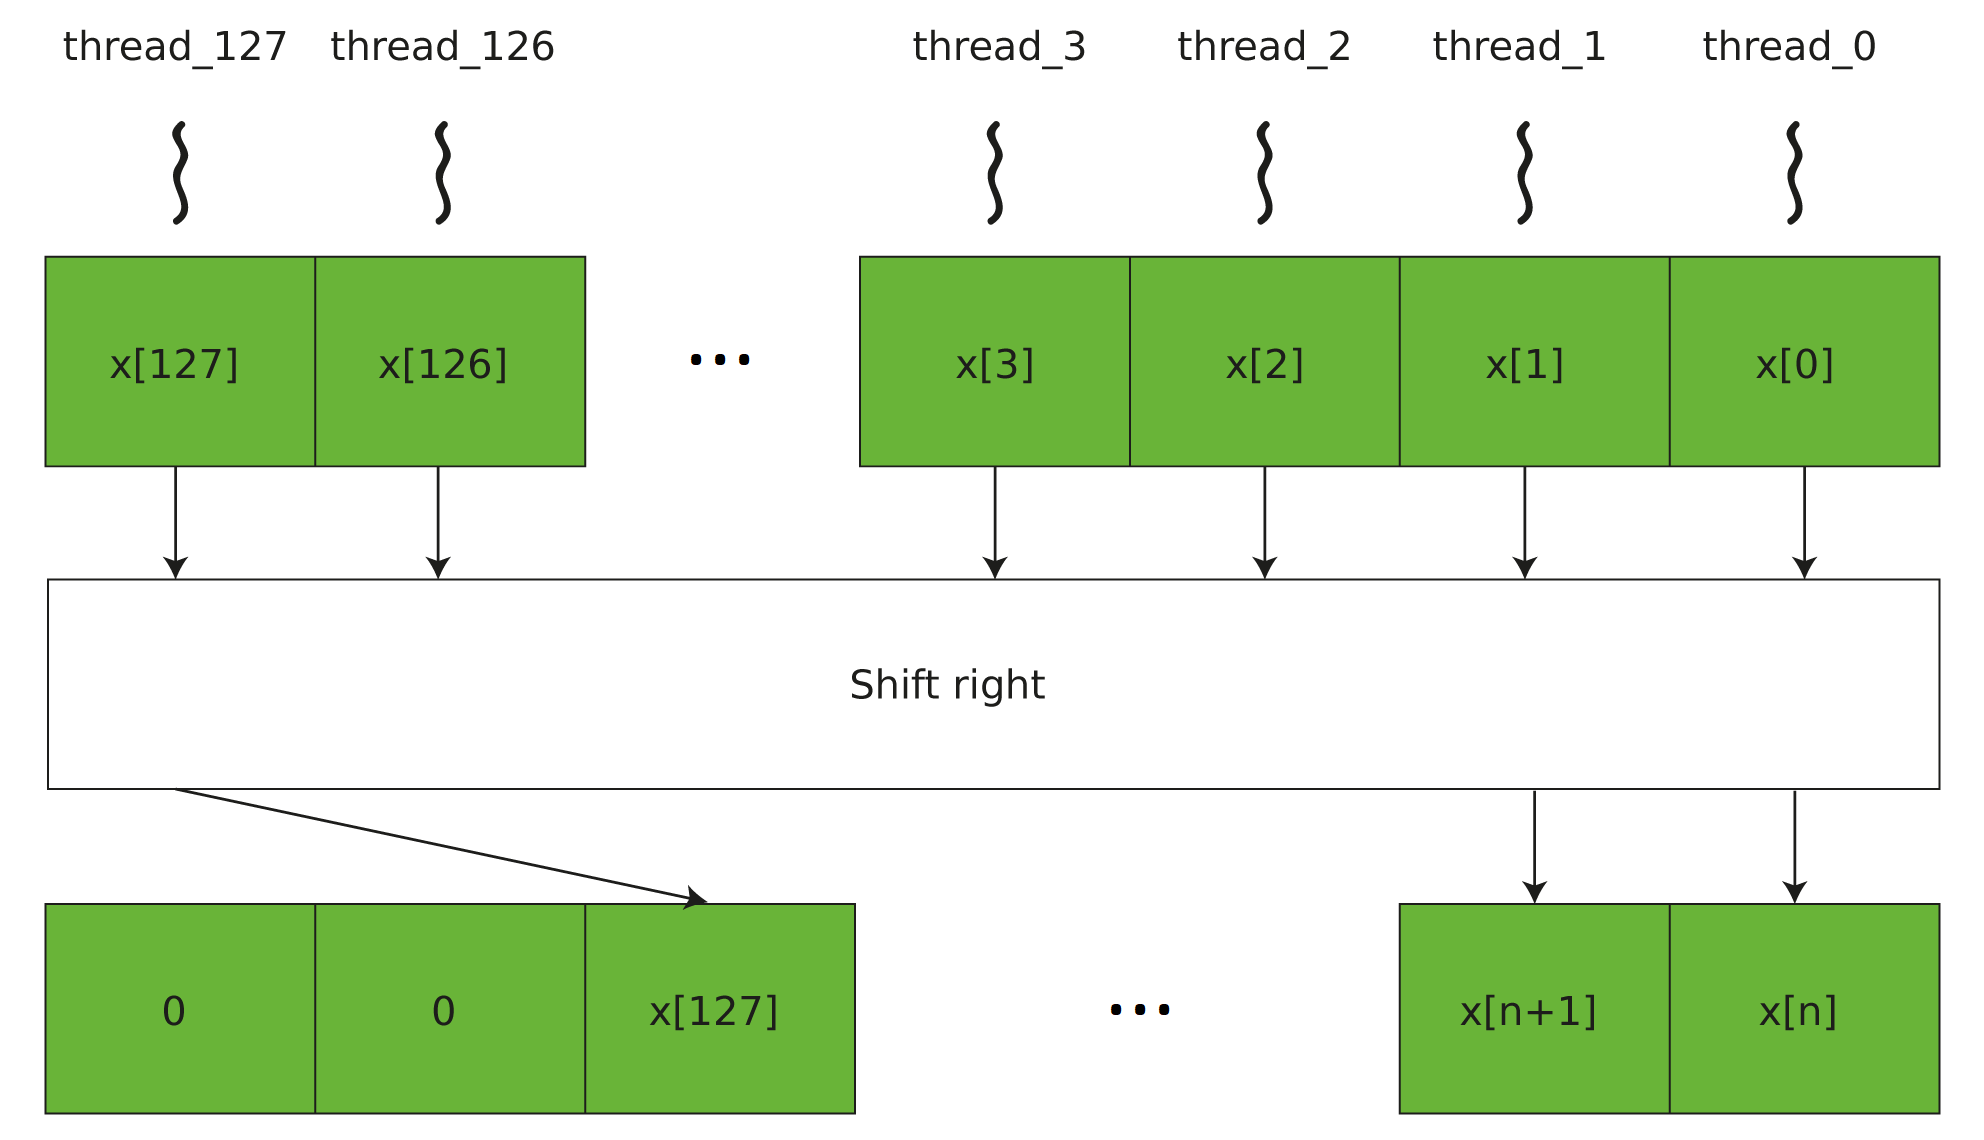 thread_127 thread_126 thread_3 thread_2 thread_1 thread_0
x[127] x[126] ... x[3] x[2] x[1] x[0]
Shift right
0 0 x[127] ... x[n+1] x[n]